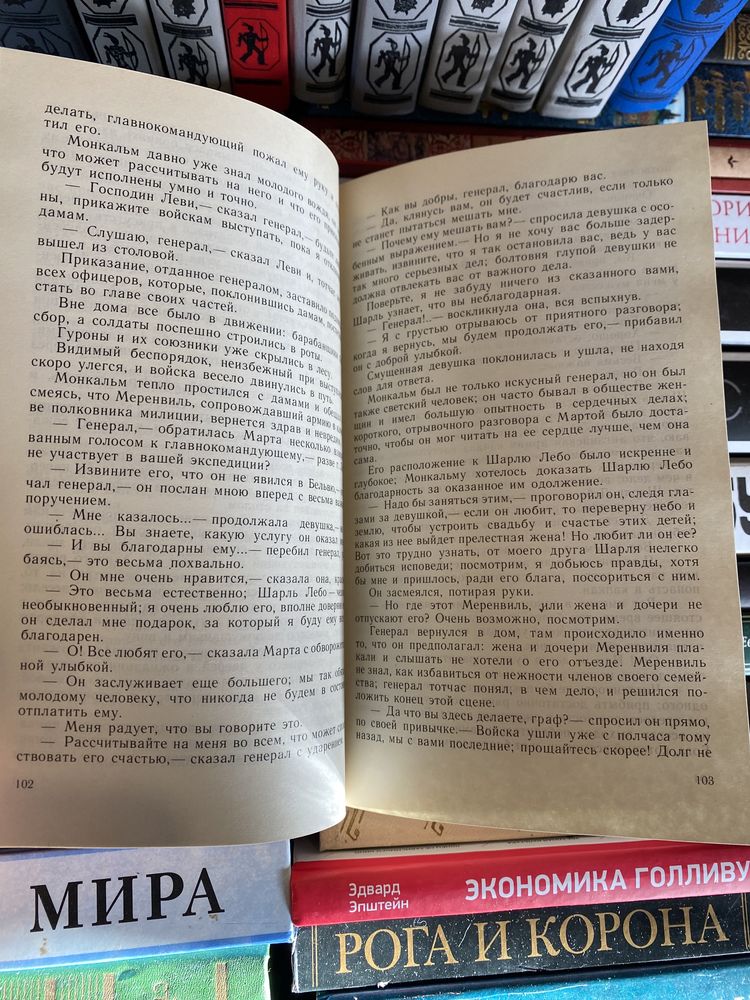 делать, главнокомандующий пожал ему руку и
тил его.
Монкальм давно уже знал молодого вождя,
что может рассчитывать на него и что его
будут исполнены умно и точно.
— Господин Леви,— сказал генерал,—
ны, прикажите войскам выступать, пока я
дамам.
— Слушаю, генерал,— сказал Леви и,
вышел из столовой.
Приказание, отданное генералом, заставило
всех офицеров, которые, поклонившись дамам,
стать во главе своих частей.
Вне дома все было в движении: барабанщики
сбор, а солдаты поспешно строились в роты.
Гуроны и их союзники уже скрылись в лесу.
Видимый беспорядок, неизбежный при
скоро улегся, и войска весело двинулись в путь.
Монкальм тепло простился с дамами и
смеясь, что Меренвиль, сопровождавший армию в
ве полковника милиции, вернется здрав и
— Генерал,— обратилась Марта несколько
ванным голосом к главнокомандующему,— разве
не участвует в вашей экспедиции?
— Извините его, что он не явился в Бельвю,—
чал генерал,— он послан мною вперед с весьма
поручением.
— Мне казалось...— продолжала девушка,—
ошиблась.. Вы знаете, какую услугу он оказал
— И вы благодарны ему...— перебил генерал,
баясь,— это весьма похвально.
— Он мне очень нравится,— сказала она,
— Это весьма естественно; Шарль Лебо —
необыкновенный; я очень люблю его, вполне
он сделал мне подарок, за который я буду ему
благодарен.
— О! Все любят его,— сказала Марта с
ной улыбкой.
— Он заслуживает еще большего; мы так
молодому человеку, что никогда не будем в
отплатить ему.
— Меня радует, что вы говорите это.
— Рассчитывайте на меня во всем, что может
ствовать его счастью,— сказал генерал с ударением.
102
— Как вы добры, генерал, благодарю вас.
— Да, клянусь вам, он будет счастлив, если только
не станет пытаться мешать мне.
— Почему ему мешать вам?— спросила девушка с осо-
бенным выражением.— Но я не хочу вас больше задер-
живать, извините, что я так остановила вас, ведь у вас
так много серьезных дел; болтовня глупой девушки не
должна отвлекать вас от важного дела.
Поверьте, я не забуду ничего из сказанного вами,
Шарль узнает, что вы неблагодарная.
— Генерал!..— воскликнула она, вся вспыхнув.
— Я с грустью отрываюсь от приятного разговора;
когда я вернусь, мы будем продолжать его,— прибавил
он с доброй улыбкой.
Смущенная девушка поклонилась и ушла, не находя
слов для ответа.
Монкальм был не только искусный генерал, но он был
также светский человек; он часто бывал в обществе жен-
щин и имел большую опытность в сердечных делах;
короткого, отрывочного разговора с Мартой было доста-
точно, чтобы он мог читать на ее сердце лучше, чем она
сама.
Его расположение к Шарлю Лебо было искренне и
глубокое; Монкальму хотелось доказать Шарлю Лебо
благодарность за оказанное им одолжение.
— Надо бы заняться этим,— проговорил он, следя гла-
зами за девушкой,— если он любит, то переверну небо и
землю, чтобы устроить свадьбу и счастье этих детей;
какая из нее выйдет прелестная жена! Но любит ли он ее?
Вот это трудно узнать, от моего друга Шарля нелегко
добиться исповеди; посмотрим, я добьюсь правды, хотя
бы мне и пришлось, ради его блага, поссориться с ним.
Он засмеялся, потирая руки.
— Но где этот Меренвиль, или жена и дочери не
отпускают его? Очень возможно, посмотрим.
Генерал вернулся в дом, там происходило именно
то, что он предполагал: жена и дочери Меренвиля пла-
кали и слышать не хотели о его отъезде. Меренвиль
не знал, как избавиться от нежности членов своего семей-
ства; генерал тотчас понял, в чем дело, и решился по-
ложить конец этой сцене.
— Да что вы здесь делаете, граф?— спросил он прямо,
по своей привычке.— Войска ушли уже с полчаса тому
назад, мы с вами последние; прощайтесь скорее! Долг не
103
МИРА
Эдвард
Эпштейн
ЭКОНОМИКА ГОЛЛИВУ
РОГА И КОРОНА